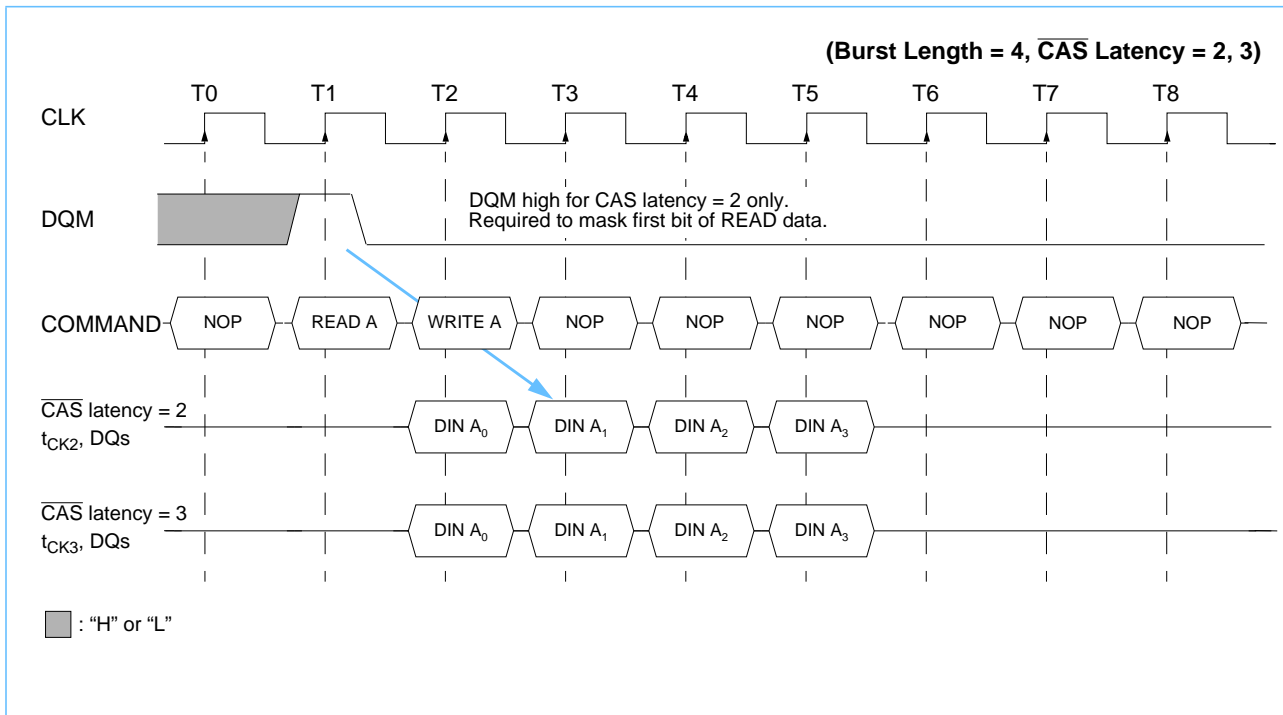 (Burst Length = 4, CAS Latency = 2, 3)
T0 T1 T2 T3 T4 T5 T6 T7 T8
CLK
DQM
DQM high for CAS latency = 2 only.
Required to mask first bit of READ data.
COMMAND NOP READ A WRITE A NOP NOP NOP NOP NOP NOP
CAS latency = 2
tCK2, DQs
DIN A0 DIN A1 DIN A2 DIN A3
CAS latency = 3
tCK3, DQs
DIN A0 DIN A1 DIN A2 DIN A3
: “H” or “L”